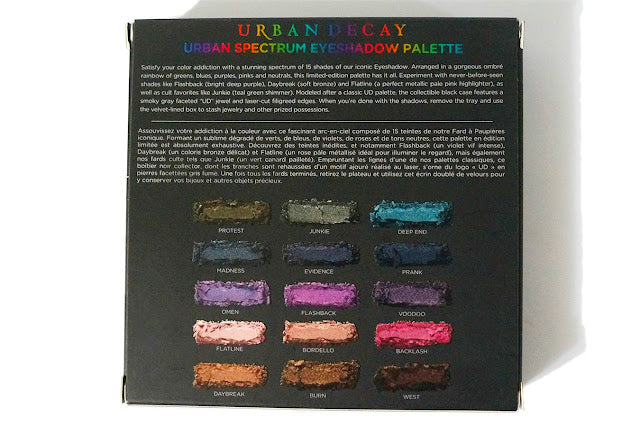 URBAN DECAY
URBAN SPECTRUM EYESHADOW PALETTE
Satisfy your color addiction with a stunning spectrum of 15 shades of our iconic Eyeshadow. Arranged in a gorgeous ombré
rainbow of greens, blues, purples, pinks and neutrals, this limited-edition palette has it all. Experiment with never-before-seen
shades like Flashback (bright deep purple), Daybreak (soft bronze) and Flatline (a perfect metallic pale pink highlighter), as
well as cult favorites like Junkie (teal green shimmer). Modeled after a classic UD palette, the collectible black case features a
smoky gray faceted "UD" jewel and laser-cut filigreed edges. When you're done with the shadows, remove the tray and use
the velvet-lined box to stash jewelry and other prized possessions.
Assouvissez votre addiction à la couleur avec ce fascinant arc-en-ciel composé de 15 teintes de notre Fard à Paupières
iconique. Formant un sublime dégradé de verts, de bleus, de violets, de roses et de tons neutres, cette palette en édition
limitée est absolument exhaustive. Découvrez des teintes inédites, et notamment Flashback (un violet vif intense),
Daybreak (un coloris bronze délicat) et Flatline (un rose pâle métallisé idéal pour illuminer le regard), mais également
nos fards culte tels que Junkie (un vert canard pailleté). Empruntant les lignes d'une de nos palettes classiques, ce
boîtier noir collector, dont les tranches sont rehaussées d'un motif ajouré réalisé au laser, s'orne du logo « UD » en
pierres facettées gris fumé. Une fois tous les fards terminés, retirez le plateau et utilisez cet écrin doublé de velours pour
y conserver vos bijoux et autres objets précieux.
PROTEST JUNKIE DEEP END
MADNESS EVIDENCE PRANK
OMEN FLASHBACK VOODOO
FLATLINE BORDELLO BACKLASH
DAYBREAK BURN WEST